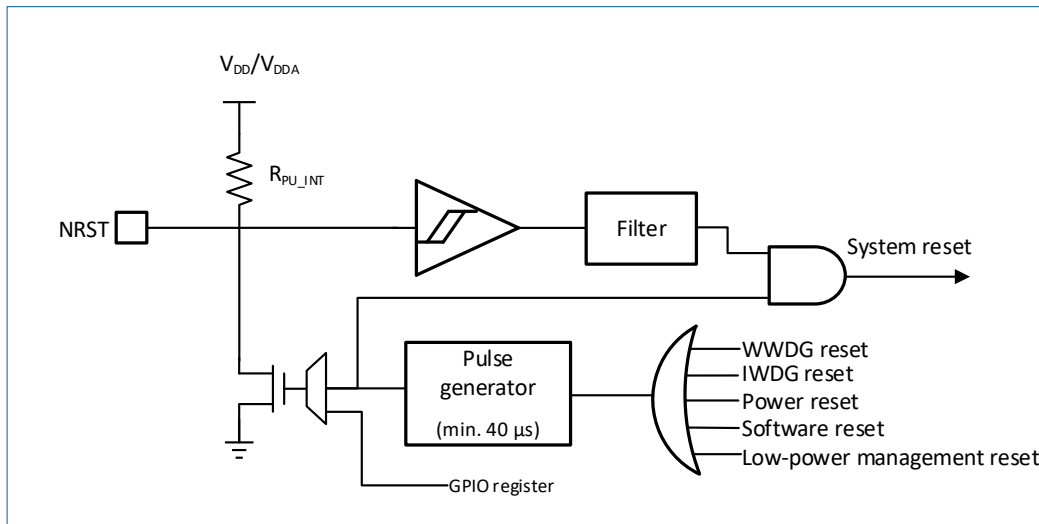 VDD/VDDA
RPU_INT
NRST
Filter
System reset
Pulse
generator
(min. 40 µs)
WWDG reset
IWDG reset
Power reset
Software reset
Low-power management reset
GPIO register